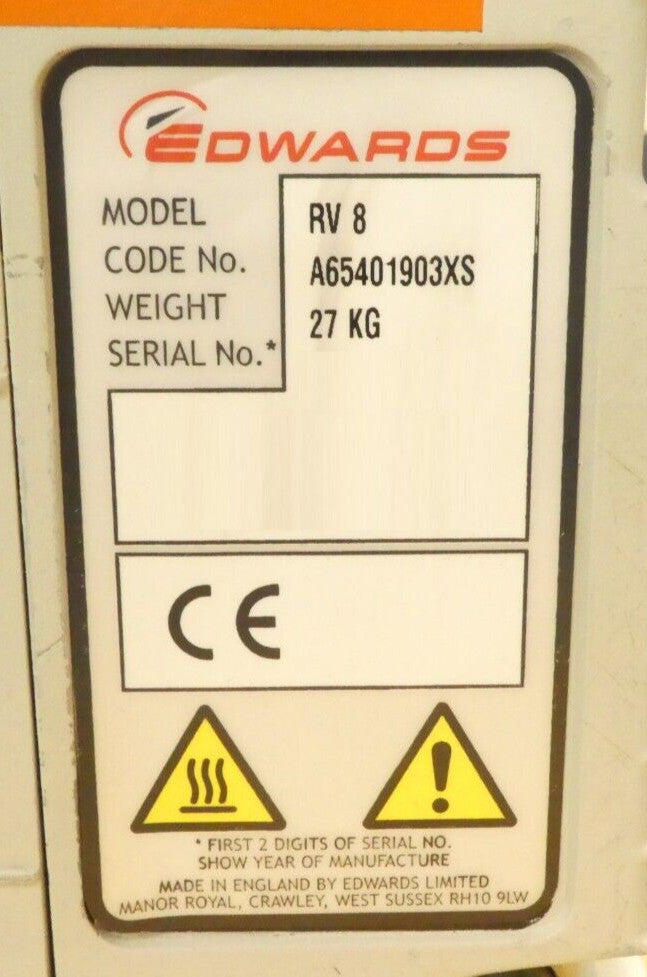 EDWARDS
MODEL RV 8
CODE No. A65401903XS
WEIGHT 27 KG
SERIAL No.*
CE
* FIRST 2 DIGITS OF SERIAL NO.
SHOW YEAR OF MANUFACTURE
MADE IN ENGLAND BY EDWARDS LIMITED
MANOR ROYAL, CRAWLEY, WEST SUSSEX RH10 9LW